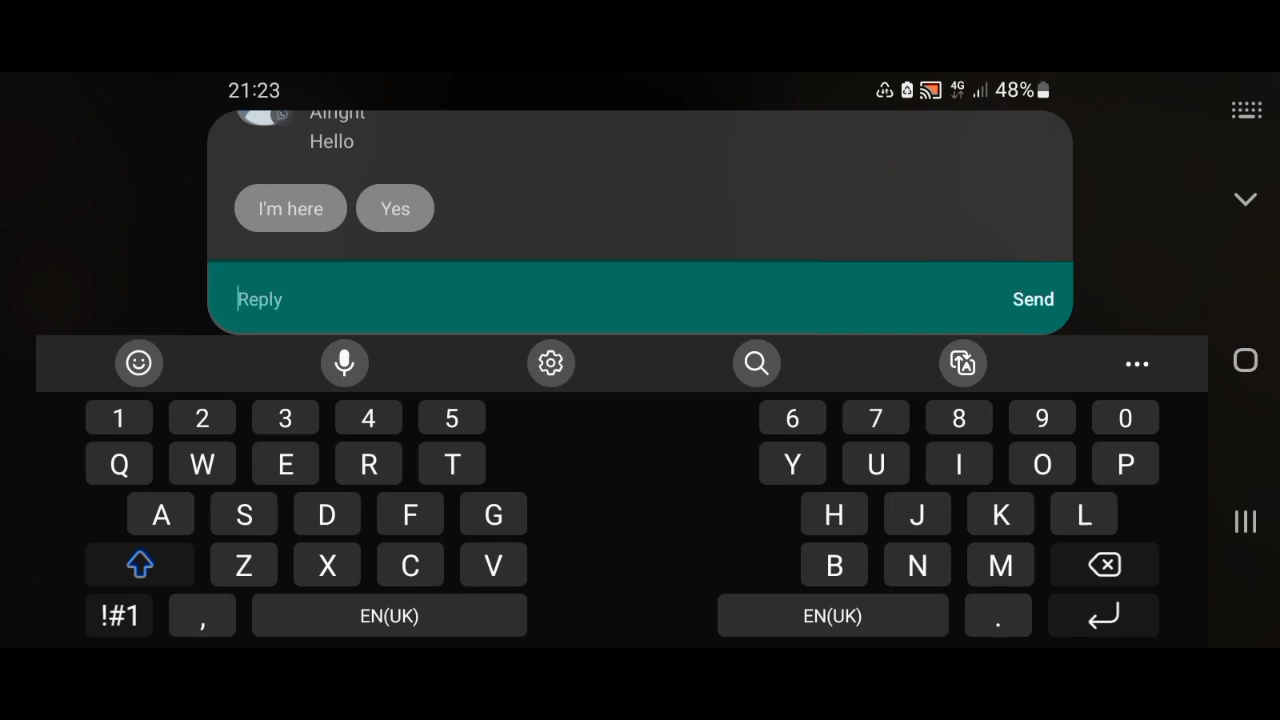 21:23 4G 48%
Alright
Hello
I'm here Yes
Reply Send
1 2 3 4 5 6 7 8 9 0
Q W E R T Y U I O P
A S D F G H J K L
Z X C V B N M
!#1 , EN(UK) EN(UK) .